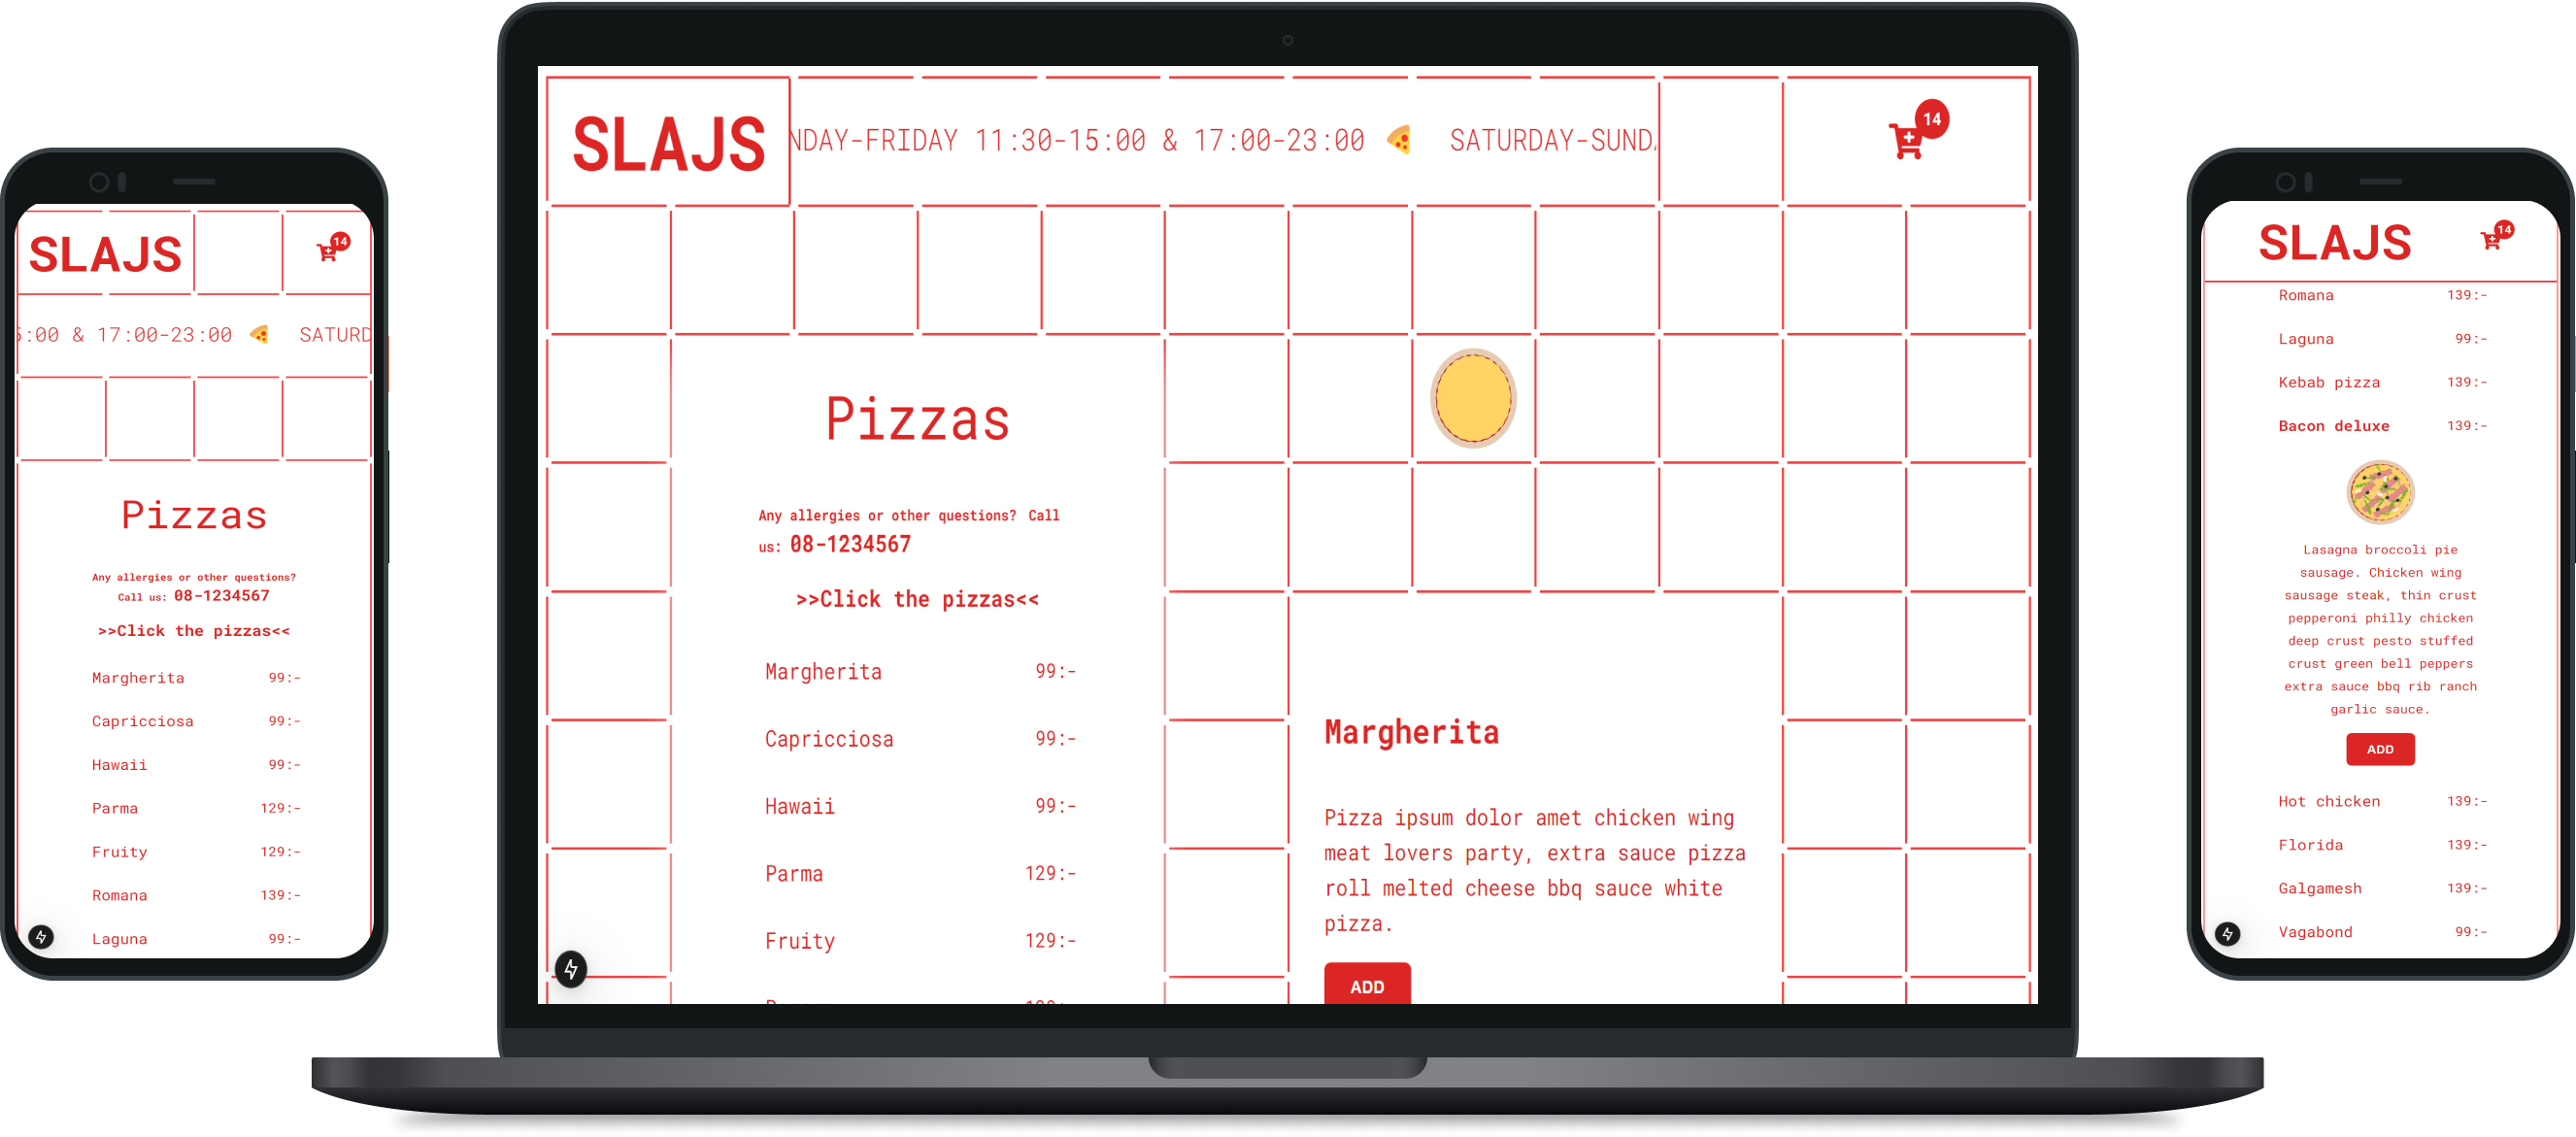 SLAJS
14
5:00 & 17:00-23:00 🍕 SATURD
Pizzas
Any allergies or other questions?
Call us: 08-1234567
>>Click the pizzas<<
Margherita 99:-
Capricciosa 99:-
Hawaii 99:-
Parma 129:-
Fruity 129:-
Romana 139:-
Laguna 99:-
SLAJS
NDAY-FRIDAY 11:30-15:00 & 17:00-23:00 🍕 SATURDAY-SUNDA
14
Pizzas
Any allergies or other questions? Call
us: 08-1234567
>>Click the pizzas<<
Margherita 99:-
Capricciosa 99:-
Hawaii 99:-
Parma 129:-
Fruity 129:-
Margherita
Pizza ipsum dolor amet chicken wing
meat lovers party, extra sauce pizza
roll melted cheese bbq sauce white
pizza.
ADD
SLAJS
14
Romana 139:-
Laguna 99:-
Kebab pizza 139:-
Bacon deluxe 139:-
Lasagna broccoli pie
sausage. Chicken wing
sausage steak, thin crust
pepperoni philly chicken
deep crust pesto stuffed
crust green bell peppers
extra sauce bbq rib ranch
garlic sauce.
ADD
Hot chicken 139:-
Florida 139:-
Galgamesh 139:-
Vagabond 99:-